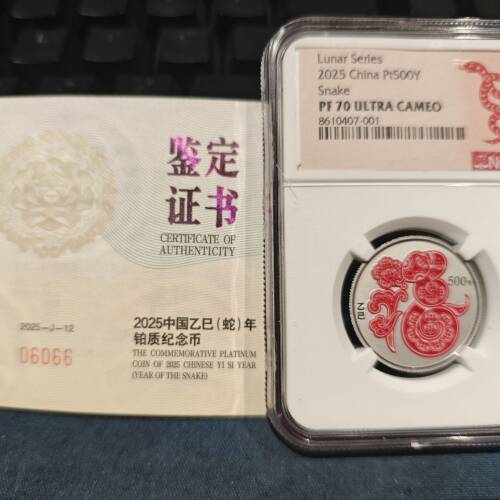 鉴定
证书
CERTIFICATE OF
AUTHENTICITY
2025-J-12
06066
2025中国乙巳（蛇）年
铂质纪念币
THE COMMEMORATIVE PLATINUM
COIN OF 2025 CHINESE YI SI YEAR
(YEAR OF THE SNAKE)
Lunar Series
2025 China Pt500Y
Snake
PF 70 ULTRA CAMEO
8610407-001
500元
乙巳